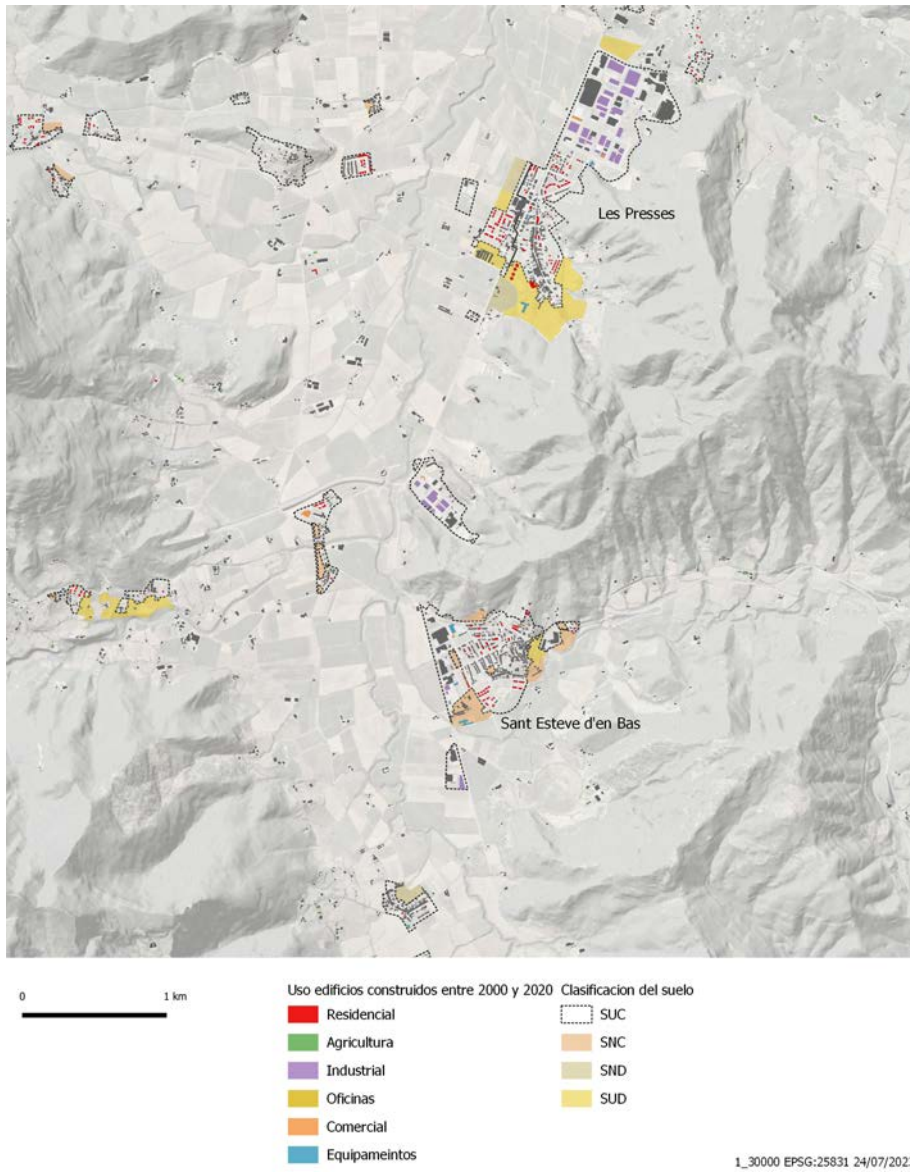 Les Presses
Sant Esteve d'en Bas
0 1 km
Uso edificios construidos entre 2000 y 2020 Clasificacion del suelo
Residencial SUC
Agricultura SNC
Industrial SND
Oficinas SUD
Comercial
Equipameintos
1_30000 EPSG:25831 24/07/202